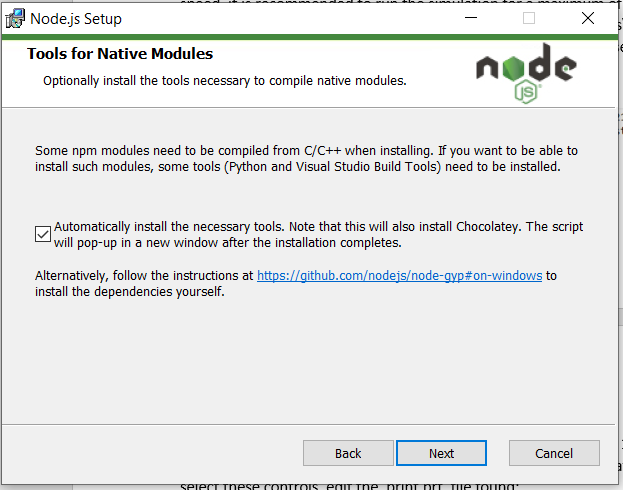 Node.js Setup
Tools for Native Modules
Optionally install the tools necessary to compile native modules.
node
JS
Some npm modules need to be compiled from C/C++ when installing. If you want to be able to
install such modules, some tools (Python and Visual Studio Build Tools) need to be installed.
Automatically install the necessary tools. Note that this will also install Chocolatey. The script
will pop-up in a new window after the installation completes.
Alternatively, follow the instructions at https://github.com/nodejs/node-gyp#on-windows to
install the dependencies yourself.
Back
Next
Cancel